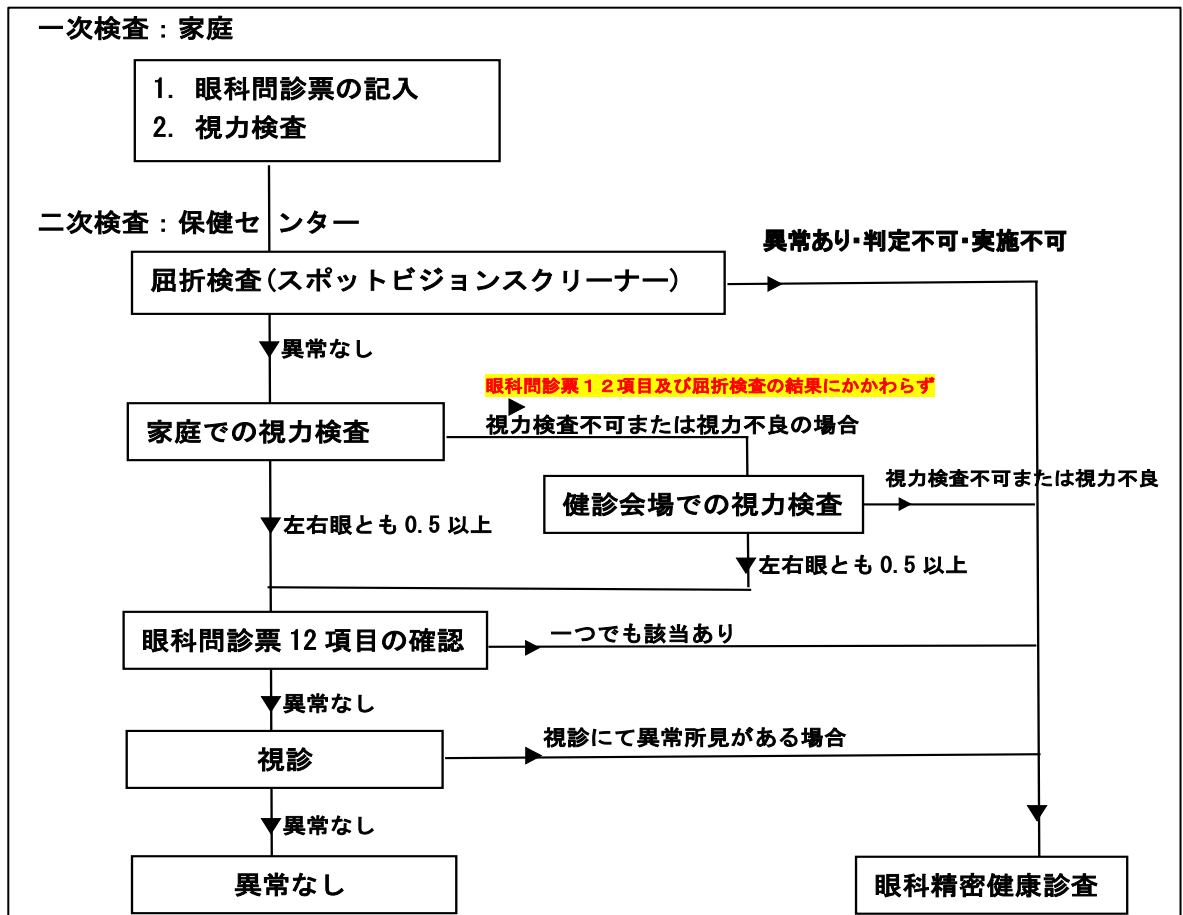 一次検査：家庭
1. 眼科問診票の記入
2. 視力検査
二次検査：保健センター
異常あり・判定不可・実施不可
屈折検査(スポットビジョンスクリーナー)
異常なし
眼科問診票１２項目及び屈折検査の結果にかかわらず
視力検査不可または視力不良の場合
家庭での視力検査
視力検査不可または視力不良
健診会場での視力検査
左右眼とも 0.5 以上
左右眼とも 0.5 以上
眼科問診票 12 項目の確認
一つでも該当あり
異常なし
視診にて異常所見がある場合
視診
異常なし
異常なし
眼科精密健康診査